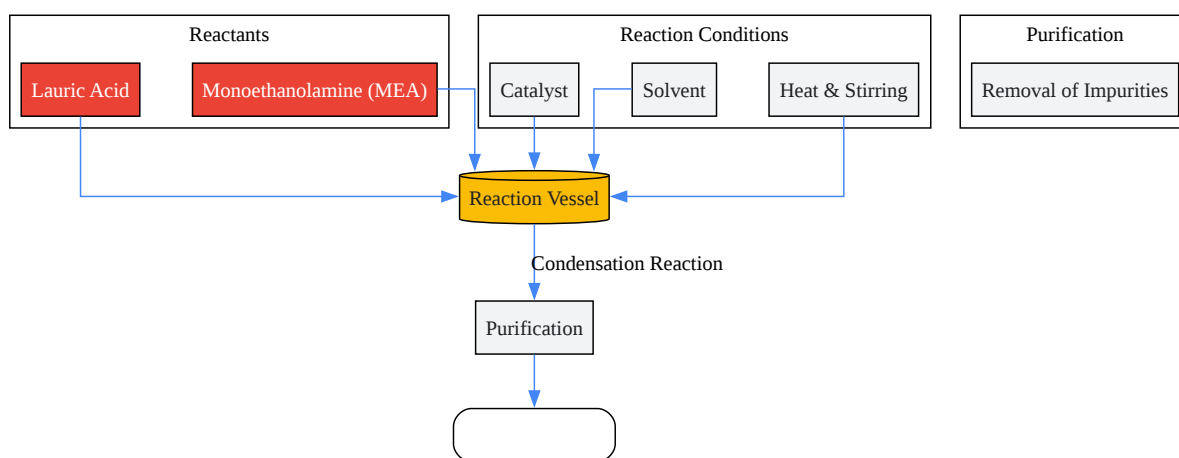 Reactants
Reaction Conditions
Purification
Lauric Acid
Monoethanolamine (MEA)
Catalyst
Solvent
Heat & Stirring
Removal of Impurities
Reaction Vessel
Condensation Reaction
Purification